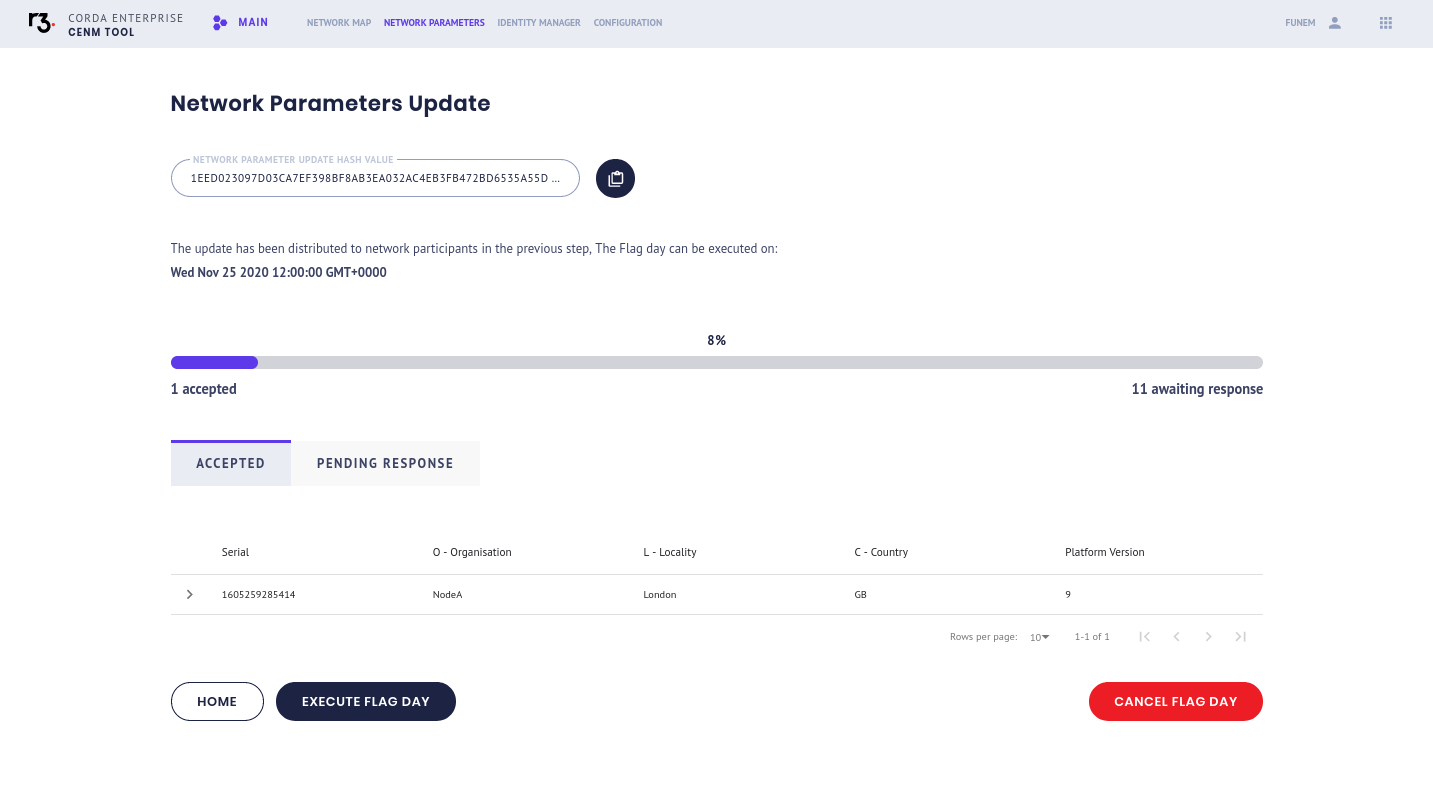 r3.
CORDA ENTERPRISE
CENM TOOL
MAIN
NETWORK MAP
NETWORK PARAMETERS
IDENTITY MANAGER
CONFIGURATION
FUNEM
Network Parameters Update
NETWORK PARAMETER UPDATE HASH VALUE
1EED023097D03CA7EF398BF8AB3EA032AC4EB3FB472BD6535A55D ...
The update has been distributed to network participants in the previous step, The Flag day can be executed on:
Wed Nov 25 2020 12:00:00 GMT+0000
8%
1 accepted
11 awaiting response
ACCEPTED
PENDING RESPONSE
Serial
O - Organisation
L - Locality
C - Country
Platform Version
1605259285414
NodeA
London
GB
9
Rows per page:
10
1-1 of 1
HOME
EXECUTE FLAG DAY
CANCEL FLAG DAY